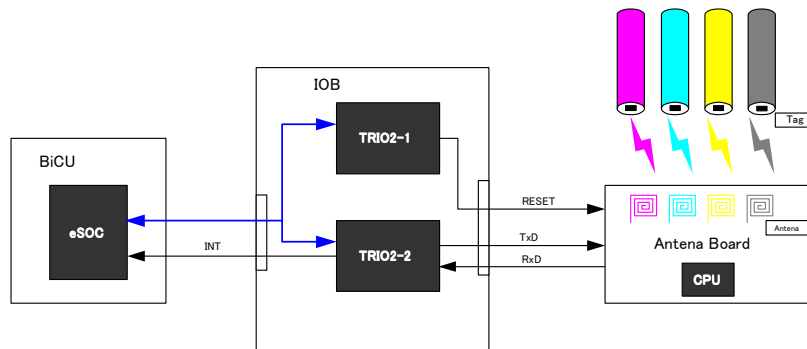 IOB
Tag
TRIO2-1
BiCU
RESET
eSOC
Antena
TxD
Antena Board
INT
TRIO2-2
RxD
CPU